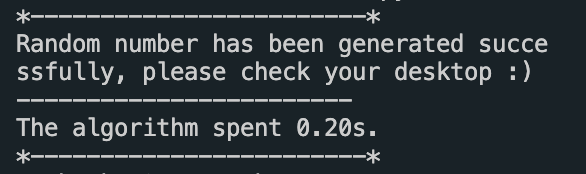 *------------------------*
Random number has been generated succe
ssfully, please check your desktop :)
------------------------
The algorithm spent 0.20s.
*------------------------*